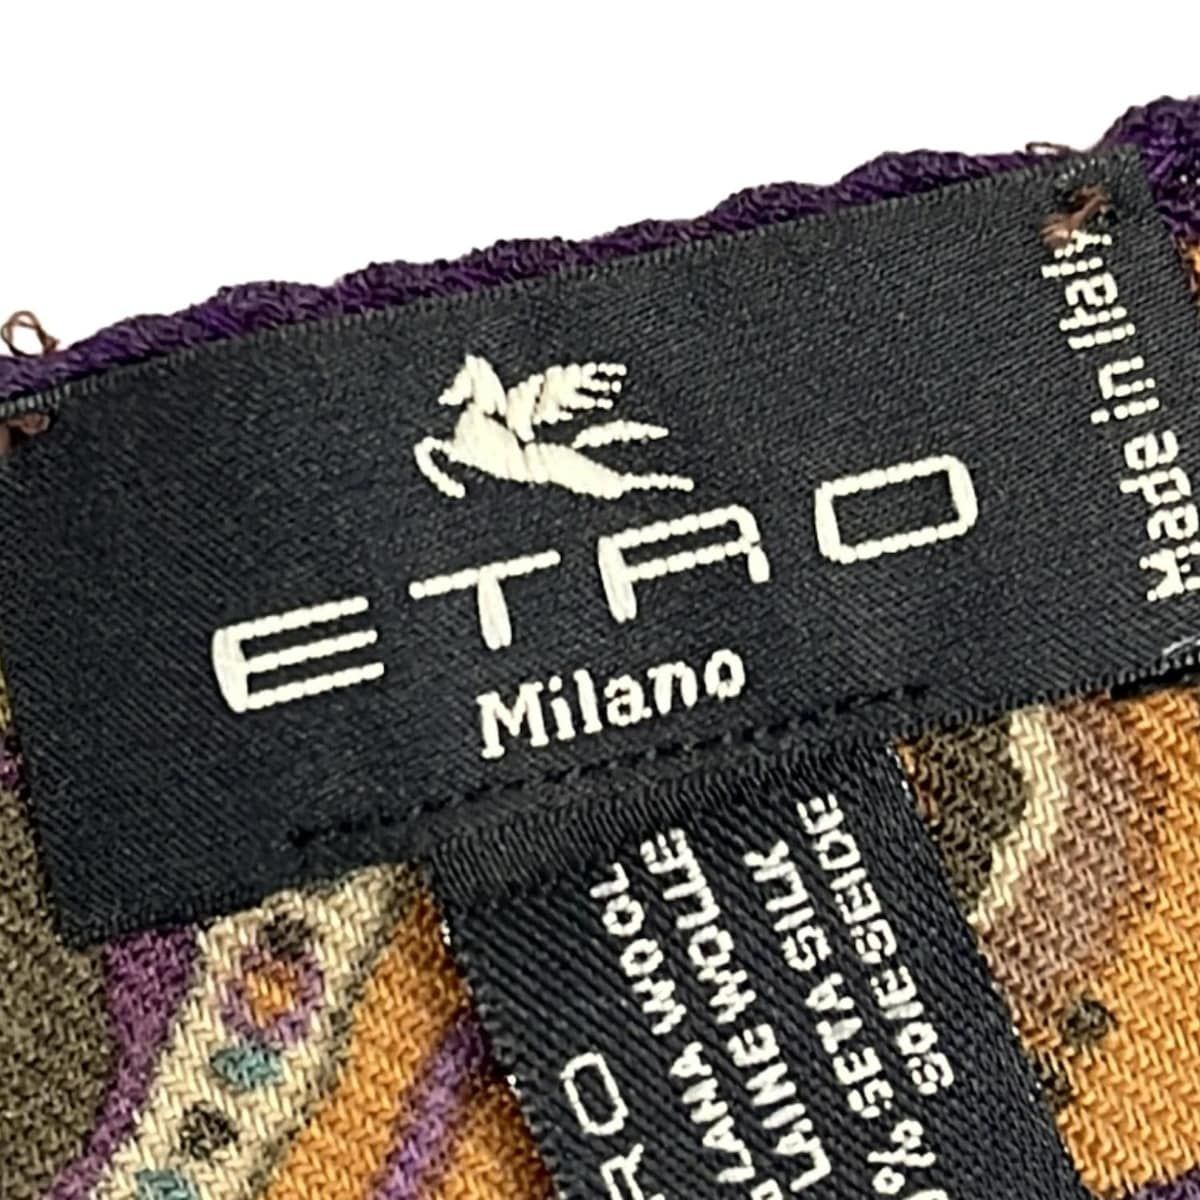 ETRO
Milano
Made in Italy
LANA WOOL
LAINE WOLLE
% SETA SILK
SOIE SEIDE